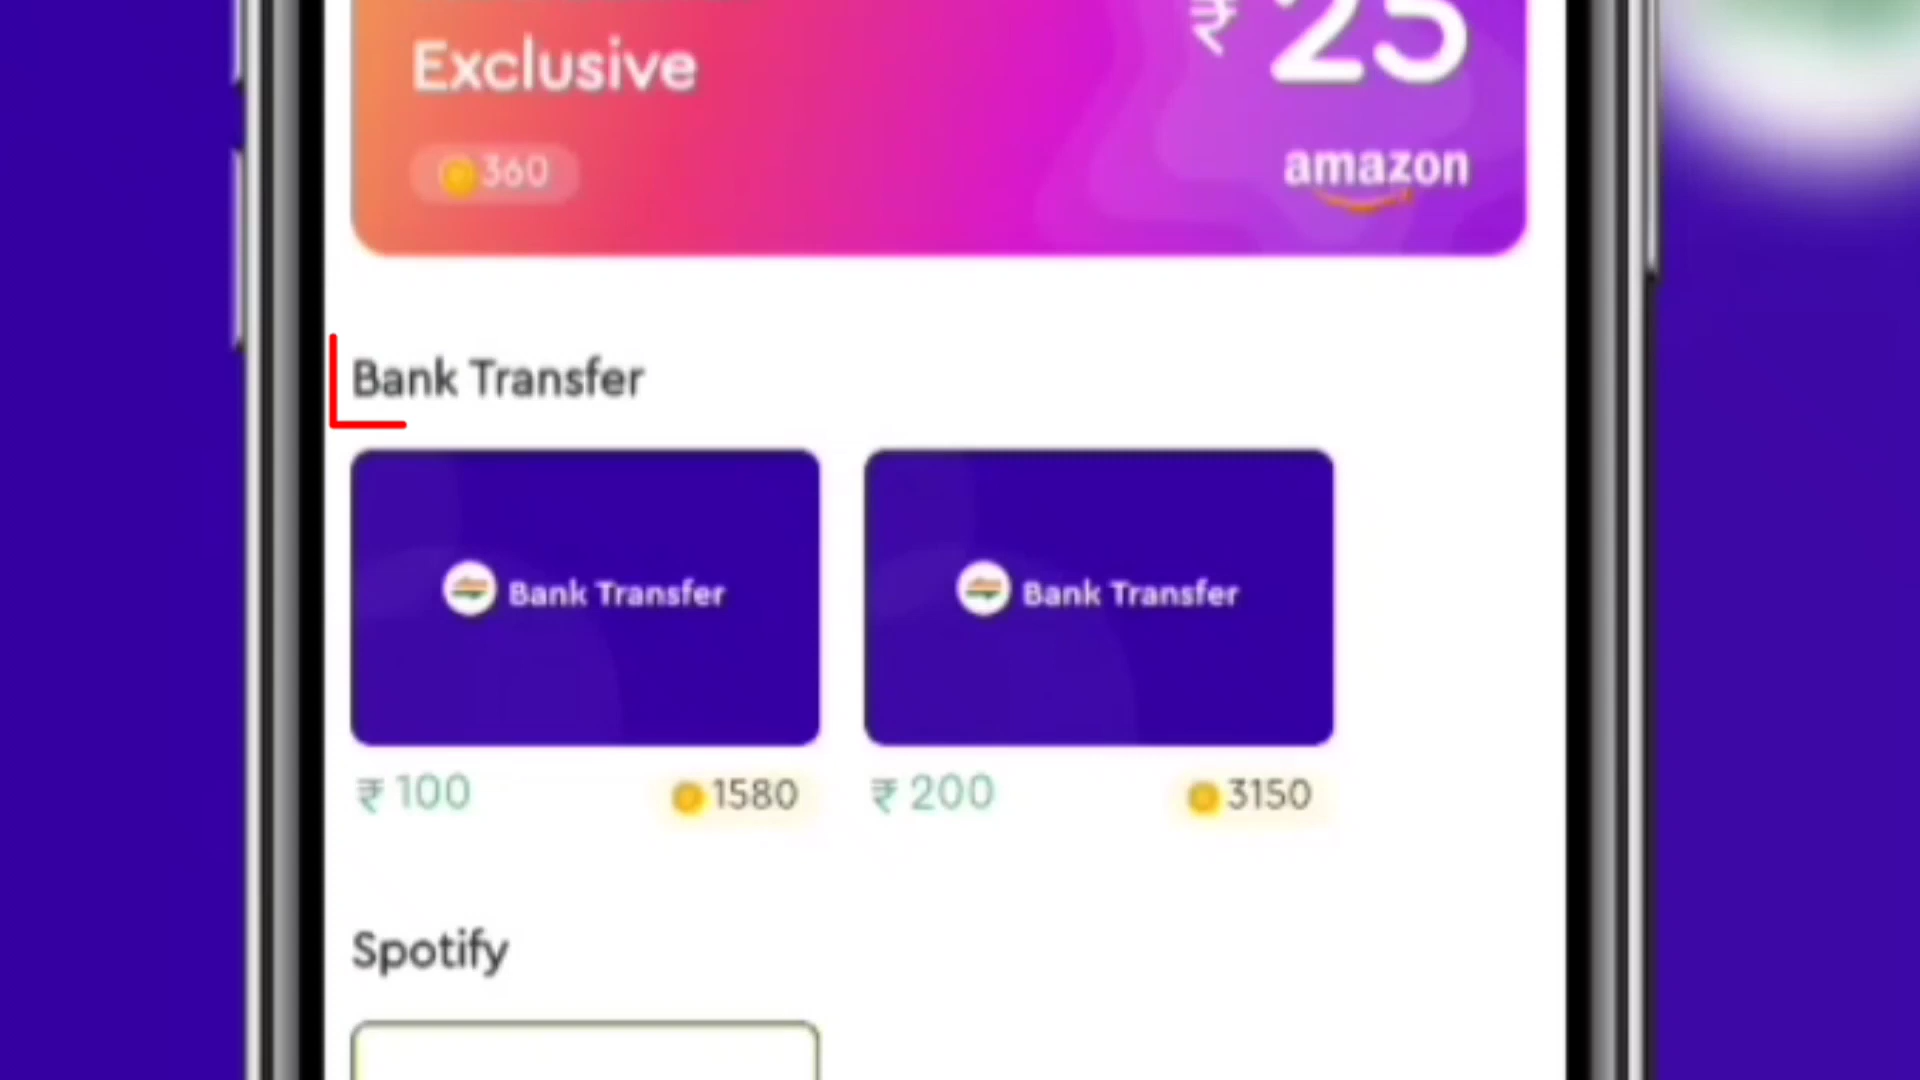 ₹ 25
Exclusive
360
amazon
Bank Transfer
Bank Transfer
Bank Transfer
₹ 100
1580
₹ 200
3150
Spotify